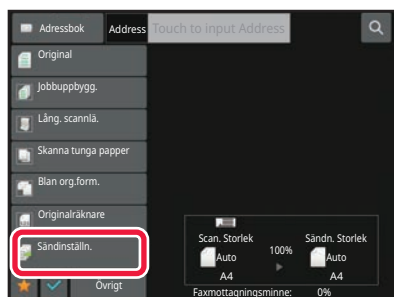 Adressbok
Address
Touch to input Address
Original
Jobbuppbygg.
Lång. scannlä.
Skanna tunga papper
Blan org.form.
Originalräknare
Sändinställn.
Övrigt
Scan. Storlek
100%
Sändn. Storlek
Auto
Auto
A4
A4
Faxmottagningsminne: 0%